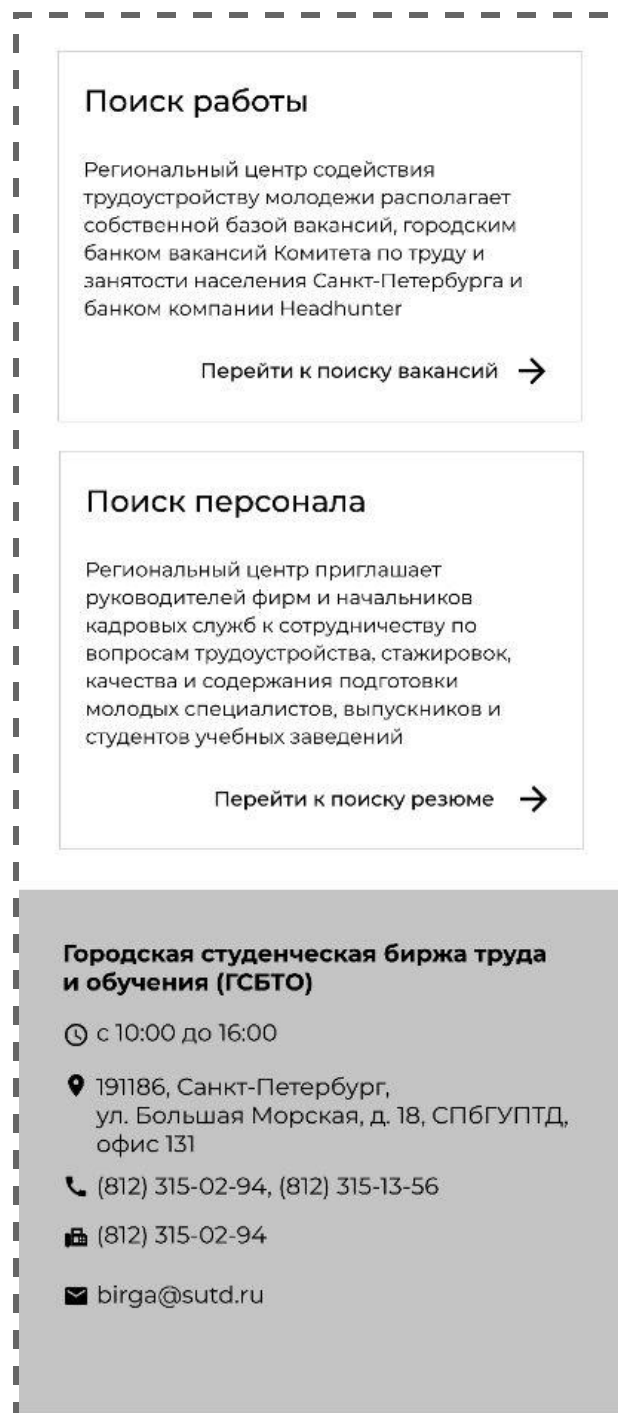 Поиск работы
Региональный центр содействия
трудоустройству молодежи располагает
собственной базой вакансий, городским
банком вакансий Комитета по труду и
занятости населения Санкт-Петербурга и
банком компании Headhunter
Перейти к поиску вакансий
Поиск персонала
Региональный центр приглашает
руководителей фирм и начальников
кадровых служб к сотрудничеству по
вопросам трудоустройства, стажировок,
качества и содержания подготовки
молодых специалистов, выпускников и
студентов учебных заведений
Перейти к поиску резюме
Городская студенческая биржа труда
и обучения (ГСБТО)
с 10:00 до 16:00
191186, Санкт-Петербург,
ул. Большая Морская, д. 18, СПбГУПТД,
офис 131
(812) 315-02-94, (812) 315-13-56
(812) 315-02-94
birga@sutd.ru